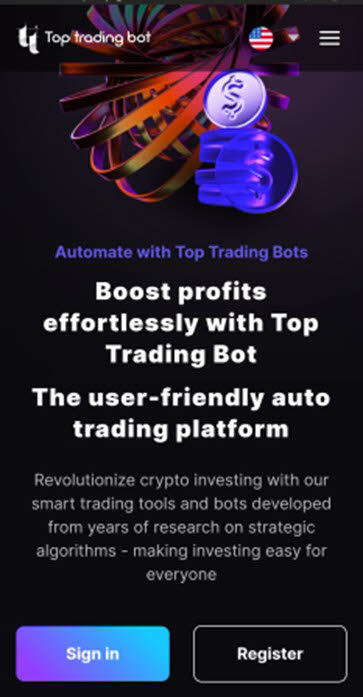 Top trading bot
Automate with Top Trading Bots
Boost profits
effortlessly with Top
Trading Bot
The user-friendly auto
trading platform
Revolutionize crypto investing with our
smart trading tools and bots developed
from years of research on strategic
algorithms - making investing easy for
everyone
Sign in
Register